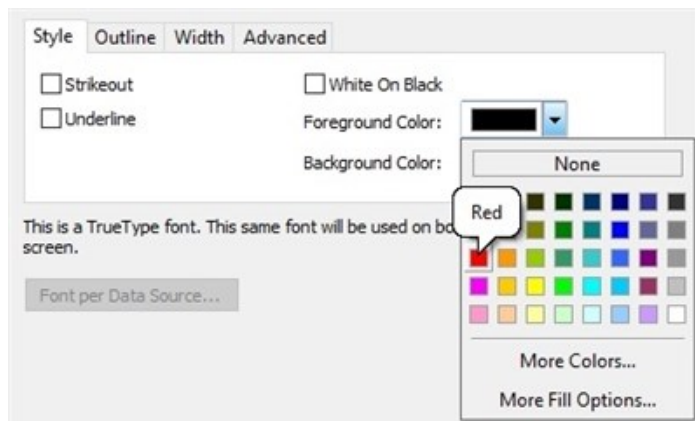 Style Outline Width Advanced
Strikeout White On Black
Underline Foreground Color:
Background Color:
None
Red
This is a TrueType font. This same font will be used on
screen.
Font per Data Source...
More Colors...
More Fill Options...